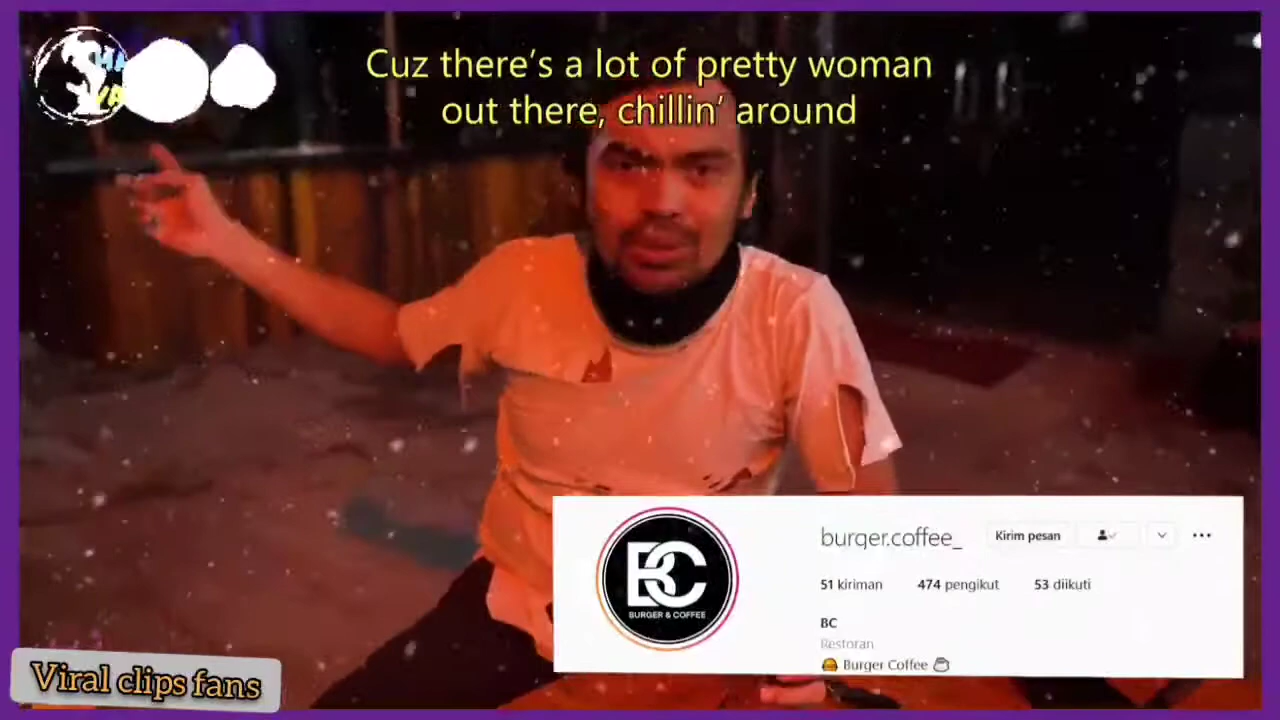 Cuz there's a lot of pretty woman
out there, chillin' around
burger.coffee_
Kirim pesan
51 kiriman 474 pengikut 53 diikuti
BC
BURGER & COFFEE
BC
Restoran
🍔 Burger Coffee ☕
Viral clips fans